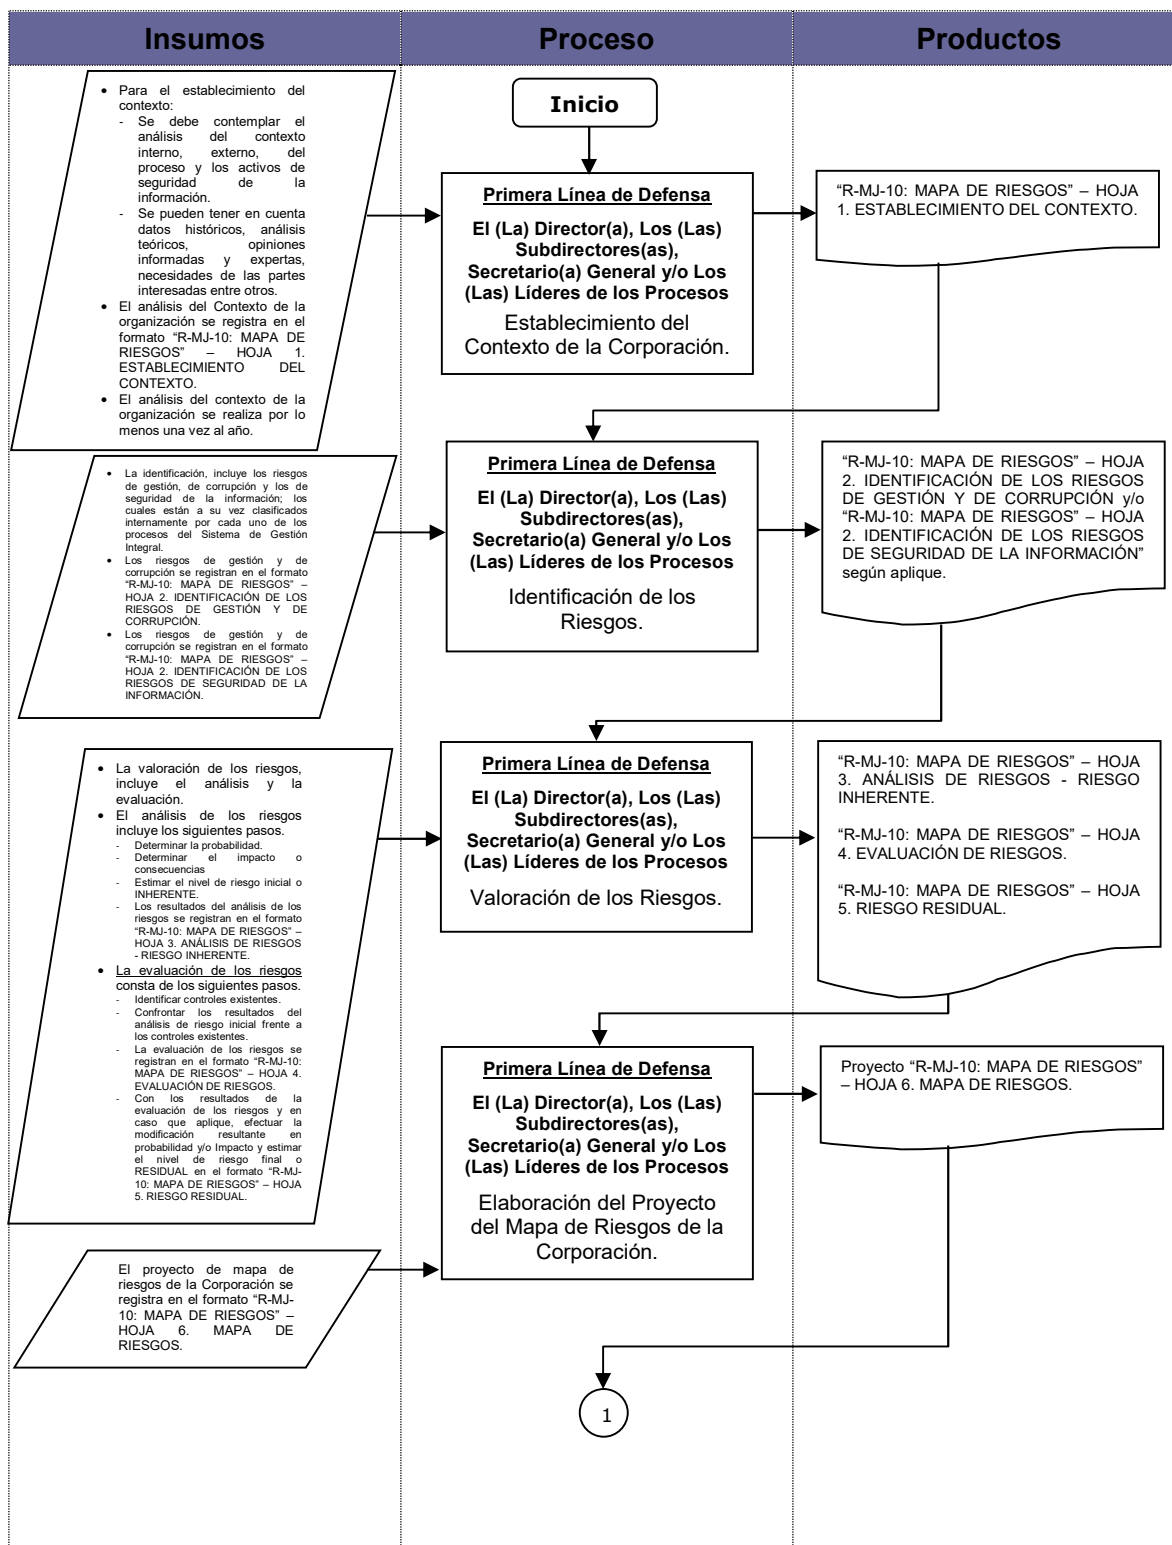 Insumos
Proceso
Productos
Inicio
• Para el establecimiento del
contexto:
- Se debe contemplar el
análisis del contexto
interno, externo, del
proceso y los activos de
seguridad de la
información.
- Se pueden tener en cuenta
datos históricos, análisis
teóricos, opiniones
informadas y expertas,
necesidades de las partes
interesadas entre otros.
• El análisis del Contexto de la
organización se registra en el
formato “R-MJ-10: MAPA DE
RIESGOS” – HOJA 1.
ESTABLECIMIENTO DEL
CONTEXTO.
• El análisis del contexto de la
organización se realiza por lo
menos una vez al año.
Primera Línea de Defensa
El (La) Director(a), Los (Las)
Subdirectores(as),
Secretario(a) General y/o Los
(Las) Líderes de los Procesos
Establecimiento del
Contexto de la Corporación.
“R-MJ-10: MAPA DE RIESGOS” – HOJA
1. ESTABLECIMIENTO DEL CONTEXTO.
• La identificación, incluye los riesgos
de gestión, de corrupción y los de
seguridad de la información; los
cuales están a su vez clasificados
internamente por cada uno de los
procesos del Sistema de Gestión
Integral.
• Los riesgos de gestión y de
corrupción se registran en el formato
“R-MJ-10: MAPA DE RIESGOS” –
HOJA 2. IDENTIFICACIÓN DE LOS
RIESGOS DE GESTIÓN Y DE
CORRUPCIÓN.
• Los riesgos de gestión y de
corrupción se registran en el formato
“R-MJ-10: MAPA DE RIESGOS” –
HOJA 2. IDENTIFICACIÓN DE LOS
RIESGOS DE SEGURIDAD DE LA
INFORMACIÓN.
Primera Línea de Defensa
El (La) Director(a), Los (Las)
Subdirectores(as),
Secretario(a) General y/o Los
(Las) Líderes de los Procesos
Identificación de los
Riesgos.
“R-MJ-10: MAPA DE RIESGOS” – HOJA
2. IDENTIFICACIÓN DE LOS RIESGOS
DE GESTIÓN Y DE CORRUPCIÓN y/o
“R-MJ-10: MAPA DE RIESGOS” – HOJA
2. IDENTIFICACIÓN DE LOS RIESGOS
DE SEGURIDAD DE LA INFORMACIÓN”
según aplique.
• La valoración de los riesgos,
incluye el análisis y la
evaluación.
• El análisis de los riesgos
incluye los siguientes pasos.
- Determinar la probabilidad.
- Determinar el impacto o
consecuencias
- Estimar el nivel de riesgo inicial o
INHERENTE.
- Los resultados del análisis de los
riesgos se registran en el formato
“R-MJ-10: MAPA DE RIESGOS” –
HOJA 3. ANÁLISIS DE RIESGOS
- RIESGO INHERENTE.
• La evaluación de los riesgos
consta de los siguientes pasos.
- Identificar controles existentes.
- Confrontar los resultados del
análisis de riesgo inicial frente a
los controles existentes.
- La evaluación de los riesgos se
registran en el formato “R-MJ-10:
MAPA DE RIESGOS” – HOJA 4.
EVALUACIÓN DE RIESGOS.
- Con los resultados de la
evaluación de los riesgos y en
caso que aplique, efectuar la
modificación resultante en
probabilidad y/o Impacto y estimar
el nivel de riesgo final o
RESIDUAL en el formato “R-MJ-
10: MAPA DE RIESGOS” – HOJA
5. RIESGO RESIDUAL.
Primera Línea de Defensa
El (La) Director(a), Los (Las)
Subdirectores(as),
Secretario(a) General y/o Los
(Las) Líderes de los Procesos
Valoración de los Riesgos.
“R-MJ-10: MAPA DE RIESGOS” – HOJA
3. ANÁLISIS DE RIESGOS - RIESGO
INHERENTE.
“R-MJ-10: MAPA DE RIESGOS” – HOJA
4. EVALUACIÓN DE RIESGOS.
“R-MJ-10: MAPA DE RIESGOS” – HOJA
5. RIESGO RESIDUAL.
El proyecto de mapa de
riesgos de la Corporación se
registra en el formato “R-MJ-
10: MAPA DE RIESGOS” –
HOJA 6. MAPA DE
RIESGOS.
Primera Línea de Defensa
El (La) Director(a), Los (Las)
Subdirectores(as),
Secretario(a) General y/o Los
(Las) Líderes de los Procesos
Elaboración del Proyecto
del Mapa de Riesgos de la
Corporación.
Proyecto “R-MJ-10: MAPA DE RIESGOS”
– HOJA 6. MAPA DE RIESGOS.
1